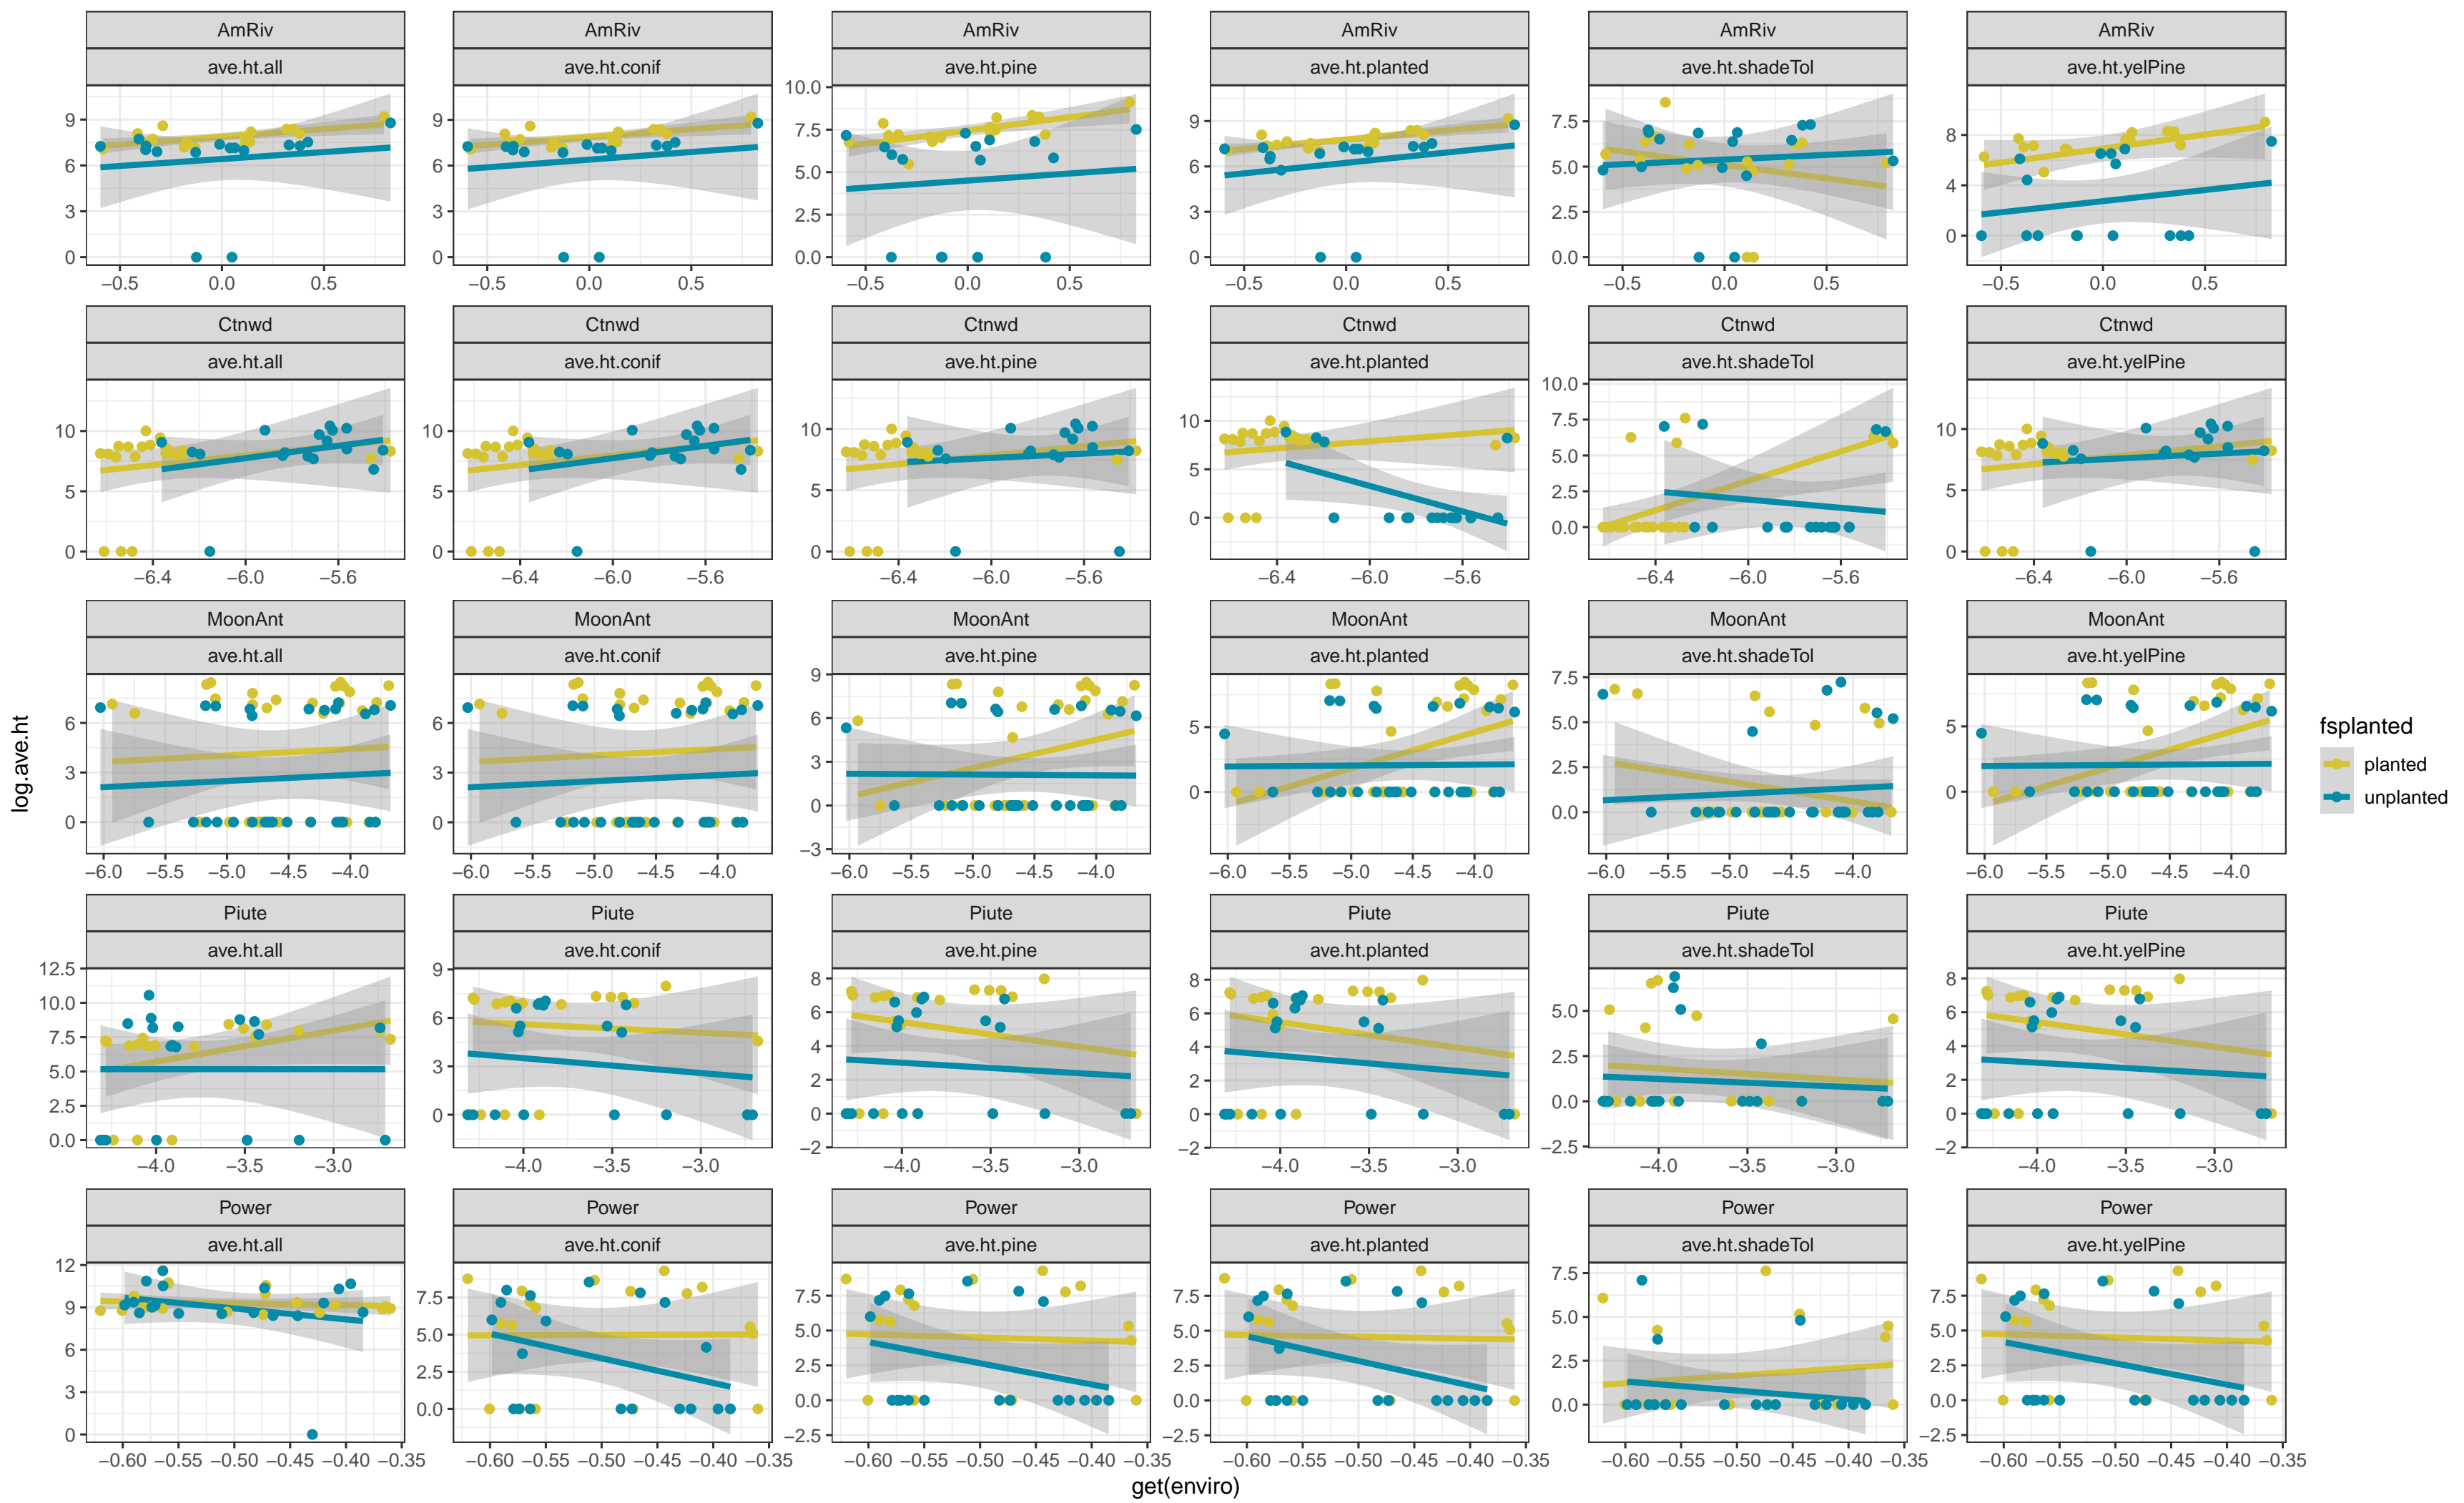 AmRiv AmRiv AmRiv AmRiv AmRiv AmRiv
ave.ht.all ave.ht.conif ave.ht.pine ave.ht.planted ave.ht.shadeTol ave.ht.yelPine
9 6 3 0
9 6 3 0
10.0 7.5 5.0 2.5 0.0
9 6 3 0
7.5 5.0 2.5 0.0
8 4 0
−0.5 0.0 0.5 −0.5 0.0 0.5 −0.5 0.0 0.5 −0.5 0.0 0.5 −0.5 0.0 0.5 −0.5 0.0 0.5
Ctnwd Ctnwd Ctnwd Ctnwd Ctnwd Ctnwd
ave.ht.all ave.ht.conif ave.ht.pine ave.ht.planted ave.ht.shadeTol ave.ht.yelPine
10 5 0
10 5 0
10 5 0
10 5 0
10.0 7.5 5.0 2.5 0.0
10 5 0
−6.4 −6.0 −5.6 −6.4 −6.0 −5.6 −6.4 −6.0 −5.6 −6.4 −6.0 −5.6 −6.4 −6.0 −5.6 −6.4 −6.0 −5.6
MoonAnt MoonAnt MoonAnt MoonAnt MoonAnt MoonAnt
ave.ht.all ave.ht.conif ave.ht.pine ave.ht.planted ave.ht.shadeTol ave.ht.yelPine
6 3 0
6 3 0
9 6 3 0 −3
5 0
7.5 5.0 2.5 0.0
5 0
−6.0 −5.5 −5.0 −4.5 −4.0 −6.0 −5.5 −5.0 −4.5 −4.0 −6.0 −5.5 −5.0 −4.5 −4.0 −6.0 −5.5 −5.0 −4.5 −4.0 −6.0 −5.5 −5.0 −4.5 −4.0 −6.0 −5.5 −5.0 −4.5 −4.0
Piute Piute Piute Piute Piute Piute
ave.ht.all ave.ht.conif ave.ht.pine ave.ht.planted ave.ht.shadeTol ave.ht.yelPine
12.5 10.0 7.5 5.0 2.5 0.0
9 6 3 0
8 6 4 2 0 −2
8 6 4 2 0 −2
5.0 2.5 0.0 −2.5
8 6 4 2 0 −2
−4.0 −3.5 −3.0 −4.0 −3.5 −3.0 −4.0 −3.5 −3.0 −4.0 −3.5 −3.0 −4.0 −3.5 −3.0 −4.0 −3.5 −3.0
Power Power Power Power Power Power
ave.ht.all ave.ht.conif ave.ht.pine ave.ht.planted ave.ht.shadeTol ave.ht.yelPine
12 9 6 3 0
7.5 5.0 2.5 0.0
7.5 5.0 2.5 0.0 −2.5
7.5 5.0 2.5 0.0 −2.5
7.5 5.0 2.5 0.0
7.5 5.0 2.5 0.0 −2.5
−0.60 −0.55 −0.50 −0.45 −0.40 −0.35 −0.60 −0.55 −0.50 −0.45 −0.40 −0.35 −0.60 −0.55 −0.50 −0.45 −0.40 −0.35 −0.60 −0.55 −0.50 −0.45 −0.40 −0.35 −0.60 −0.55 −0.50 −0.45 −0.40 −0.35 −0.60 −0.55 −0.50 −0.45 −0.40 −0.35
get(enviro)
log.ave.ht
fsplanted
planted
unplanted